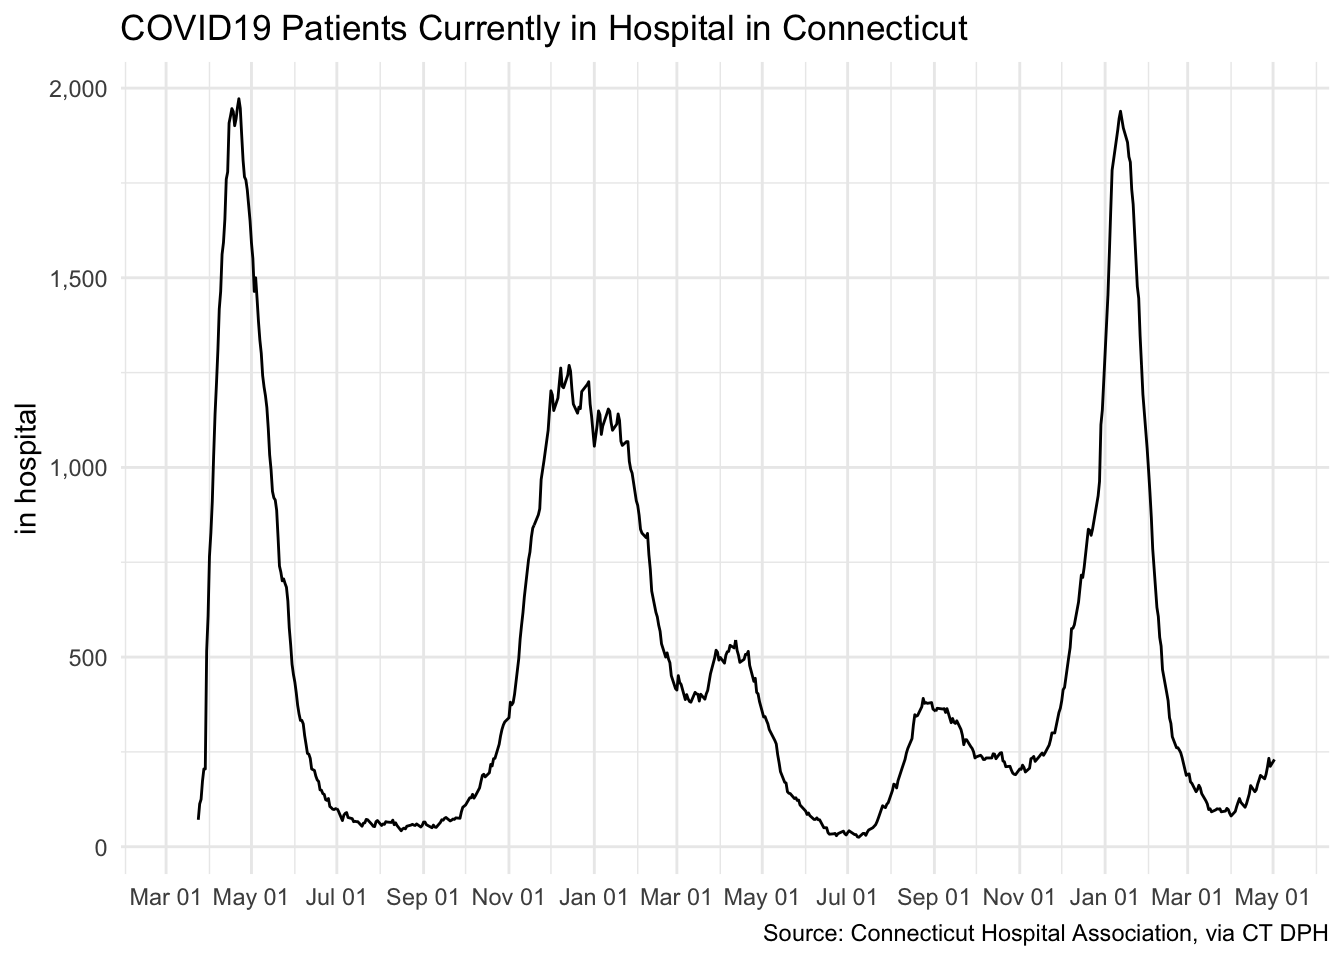 COVID19 Patients Currently in Hospital in Connecticut
2,000
1,500
1,000
500
0
in hospital
Mar 01 May 01 Jul 01 Sep 01 Nov 01 Jan 01 Mar 01 May 01 Jul 01 Sep 01 Nov 01 Jan 01 Mar 01 May 01
Source: Connecticut Hospital Association, via CT DPH